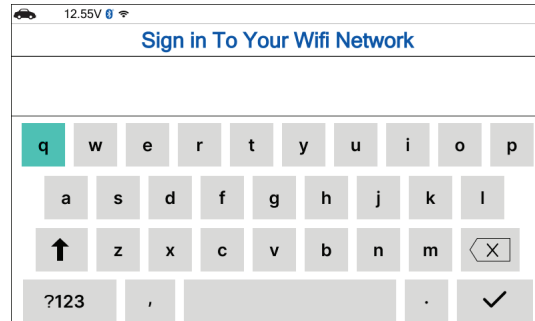 12.55V
Sign in To Your Wifi Network
q w e r t y u i o p
a s d f g h j k l
z x c v b n m X
?123 , .